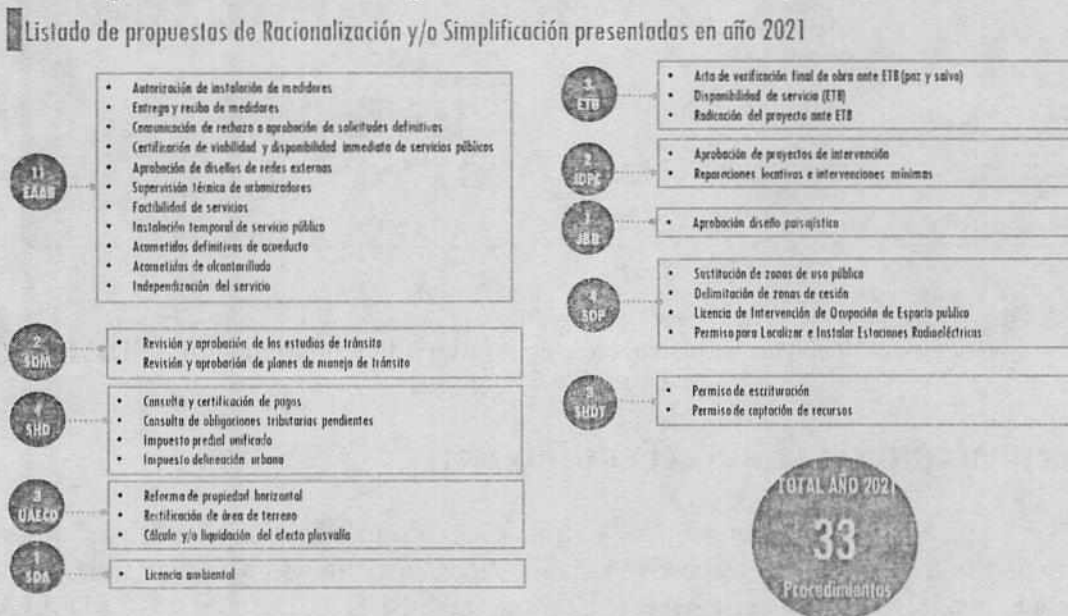 Listado de propuestas de Racionalización y/o Simplificación presentadas en año 2021
11
EAAB
• Autorización de instalación de medidores
• Entrega y recibo de medidores
• Comunicación de rechazo o aprobación de solicitudes definitivas
• Certificación de viabilidad y disponibilidad inmediata de servicios públicos
• Aprobación de diseños de redes externas
• Supervisión técnica de urbanizadores
• Factibilidad de servicios
• Instalación temporal de servicio público
• Acometidas definitivas de acueducto
• Acometidas de alcantarillado
• Independización del servicio
2
SDM
• Revisión y aprobación de los estudios de tránsito
• Revisión y aprobación de planes de manejo de tránsito
SHD
• Consulta y certificación de pagos
• Consulta de obligaciones tributarias pendientes
• Impuesto predial unificado
• Impuesto delineación urbana
3
UAECD
• Reforma de propiedad horizontal
• Rectificación de área de terreno
• Cálculo y/o liquidación del efecto plusvalía
1
SDA
• Licencia ambiental
3
ETB
• Acta de verificación final de obra ante ETB (paz y salvo)
• Disponibilidad de servicio (ETB)
• Radicación del proyecto ante ETB
2
IDPC
• Aprobación de proyectos de intervención
• Reparaciones locativas e intervenciones mínimas
JBB
• Aprobación diseño paisajístico
4
SDP
• Sustitución de zonas de uso público
• Delimitación de zonas de cesión
• Licencia de Intervención de Ocupación de Espacio publico
• Permiso para Localizar e Instalar Estaciones Radioeléctricas
SHDT
• Permiso de escrituración
• Permiso de captación de recursos
TOTAL AÑO 2021
33
Procedimientos